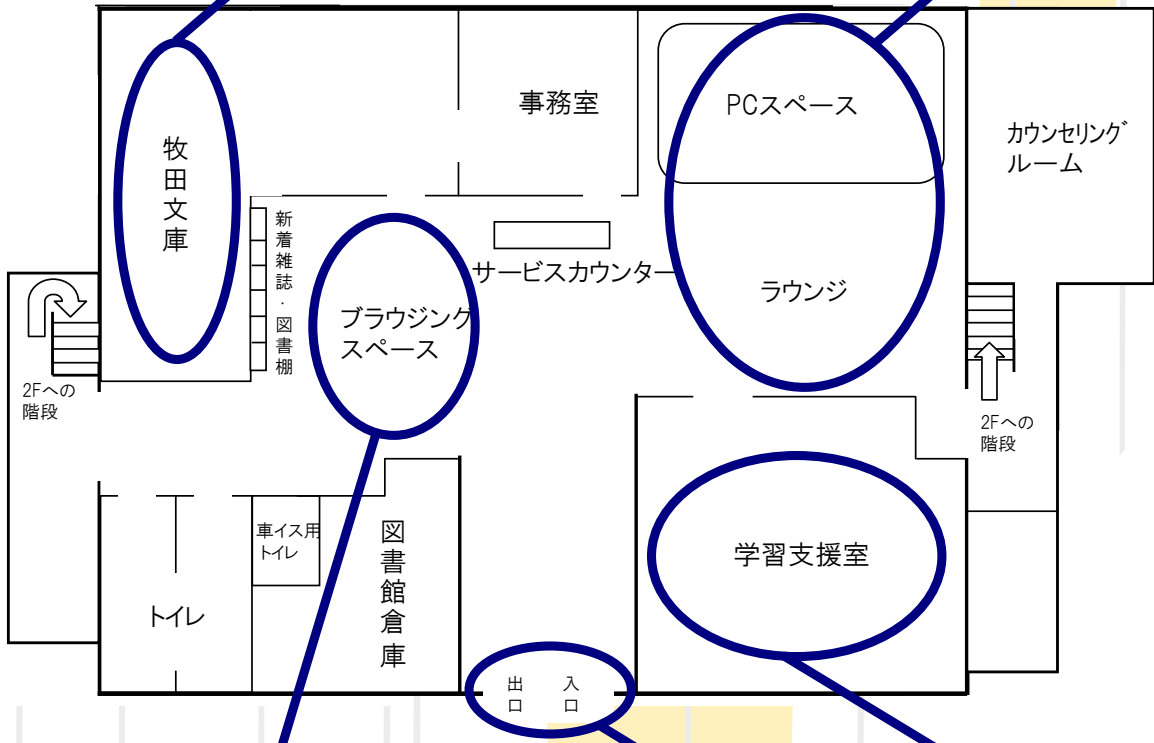 牧田文庫
事務室
PCスペース
カウンセリング
ルーム
新着雑誌・図書棚
サービスカウンター
ラウンジ
ブラウジング
スペース
2Fへの
階段
2Fへの
階段
車イス用
トイレ
図書館倉庫
学習支援室
トイレ
出口
入口